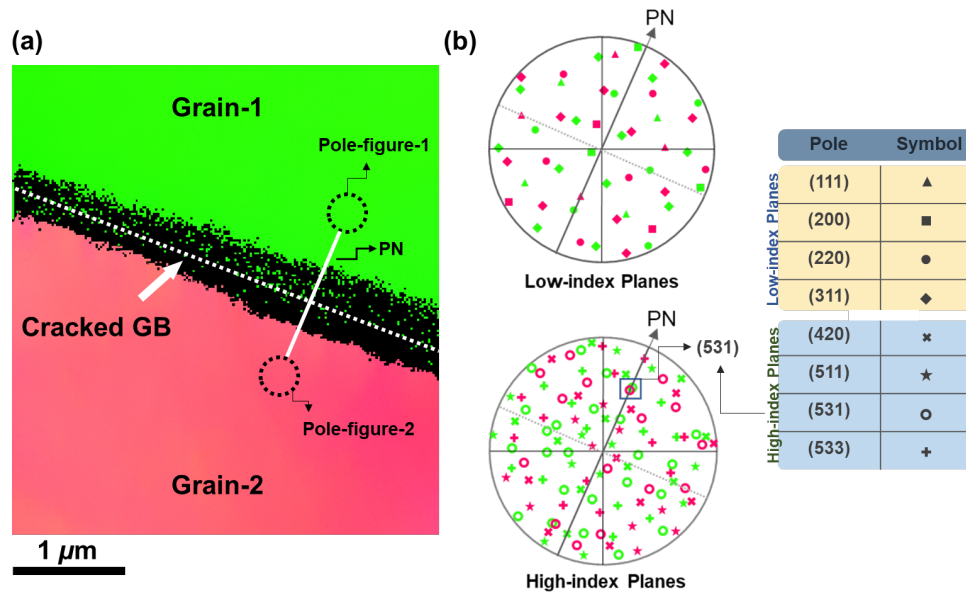 (a)
Grain-1
Pole-figure-1
PN
Cracked GB
Pole-figure-2
Grain-2
1 µm
(b)
PN
Low-index Planes
PN
(531)
High-index Planes
Pole Symbol
Low-index Planes
(111)
(200)
(220)
(311)
High-index Planes
(420)
(511)
(531)
(533)